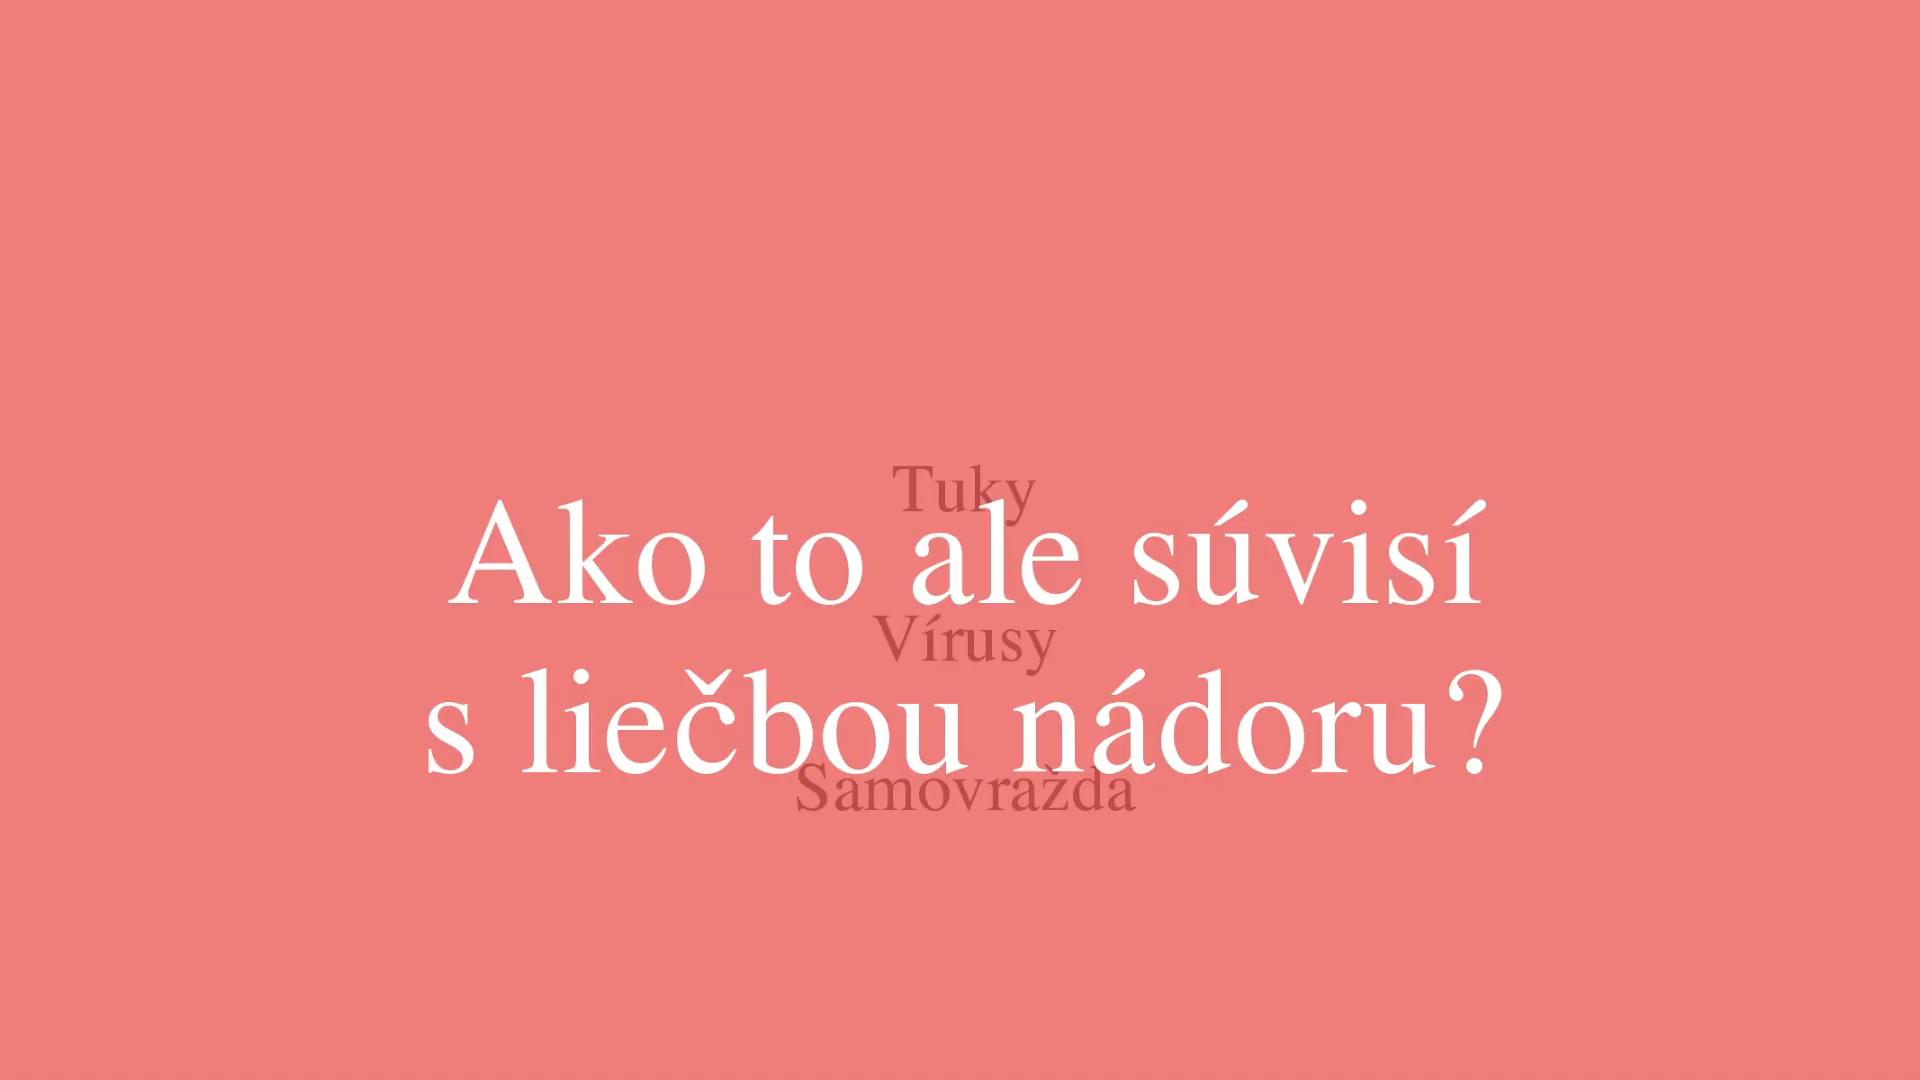 Tuky
Ako to ale súvisí
Vírusy
s liečbou nádoru?
Samovražda